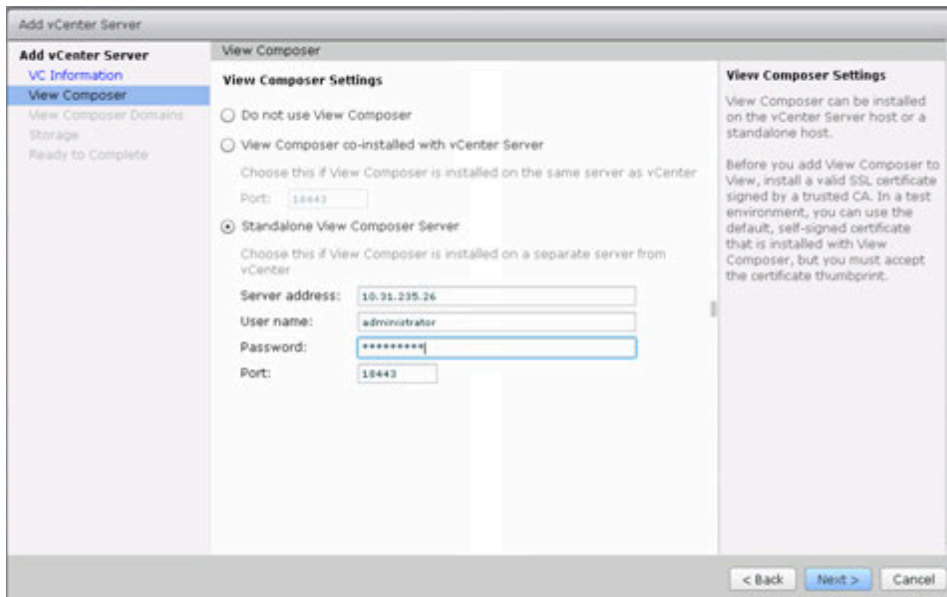 Add vCenter Server
Add vCenter Server
VC Information
View Composer
View Composer Domains
Storage
Ready to Complete
View Composer
View Composer Settings
Do not use View Composer
View Composer co-installed with vCenter Server
Choose this if View Composer is installed on the same server as vCenter
Port: 18443
Standalone View Composer Server
Choose this if View Composer is installed on a separate server from
vCenter
Server address: 10.31.235.26
User name: administrator
Password: *********
Port: 18443
View Composer Settings
View Composer can be installed
on the vCenter Server host or a
standalone host.
Before you add View Composer to
View, install a valid SSL certificate
signed by a trusted CA. In a test
environment, you can use the
default, self-signed certificate
that is installed with View
Composer, but you must accept
the certificate thumbprint.
< Back Next > Cancel